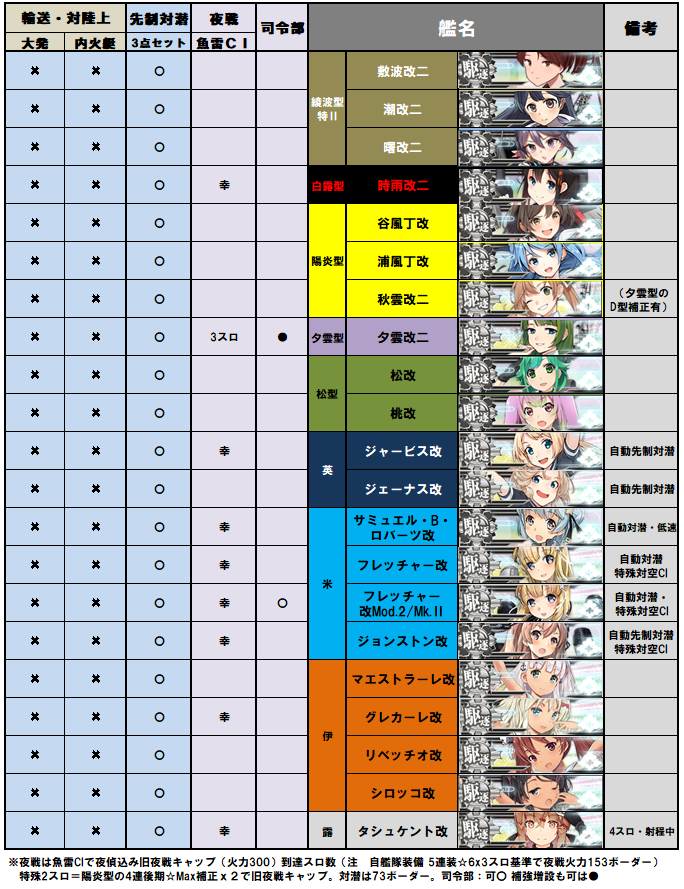 輸送・対陸上 先制対潜 夜戦 司令部 艦名 備考
大発 内火艇 3点セット 魚雷CI
綾波型
特II
× × ○ 敷波改二 駆逐
× × ○ 潮改二 駆逐
× × ○ 曙改二 駆逐
× × ○ 幸 白露型 時雨改二 駆逐
陽炎型
× × ○ 谷風丁改 駆逐
× × ○ 浦風丁改 駆逐
× × ○ 秋雲改二 駆逐 (夕雲型の
D型補正有)
× × ○ 3スロ ● 夕雲型 夕雲改二 駆逐
松型
× × ○ 松改 駆逐
× × ○ 桃改 駆逐
英
× × ○ 幸 ジャービス改 駆逐 自動先制対潜
× × ○ ジェーナス改 駆逐 自動先制対潜
米
× × ○ 幸 サミュエル・B・
ロバーツ改 駆逐 自動対潜・低速
× × ○ 幸 フレッチャー改 駆逐 自動対潜
特殊対空CI
× × ○ 幸 ○ フレッチャー
改Mod.2/Mk.II 駆逐 自動対潜・
特殊対空CI
× × ○ 幸 ジョンストン改 駆逐 自動先制対潜
特殊対空CI
伊
× × ○ マエストラーレ改 駆逐
× × ○ 幸 グレカーレ改 駆逐
× × ○ リベッチオ改 駆逐
× × ○ シロッコ改 駆逐
× × ○ 幸 露 タシュケント改 駆逐 4スロ・射程中
※夜戦は魚雷CIで夜偵込み旧夜戦キャップ(火力300)到達スロ数(注 自艦隊装備 5連装☆6x3スロ基準で夜戦火力153ボーダー)
特殊2スロ=陽炎型の4連後期☆Max補正x2で旧夜戦キャップ。対潜は73ボーダー。司令部:可○ 補強増設も可は●